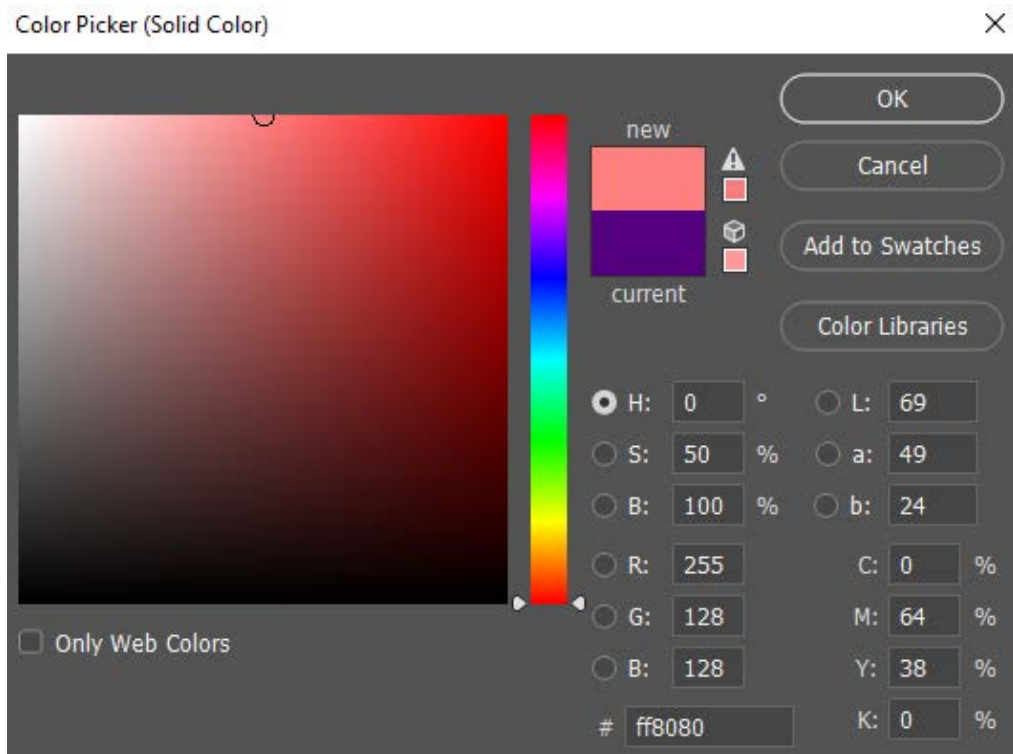 Color Picker (Solid Color)
new
current
OK
Cancel
Add to Swatches
Color Libraries
H: 0 °
S: 50 %
B: 100 %
R: 255
G: 128
B: 128
# ff8080
L: 69
a: 49
b: 24
C: 0 %
M: 64 %
Y: 38 %
K: 0 %
Only Web Colors